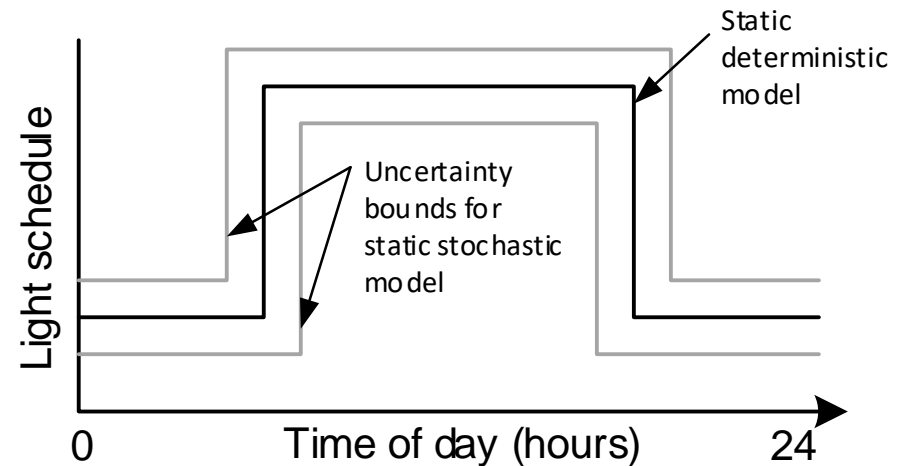 Static
deterministic
model
Uncertainty
bounds for
static stochastic
model
Light schedule
0
Time of day (hours)
24